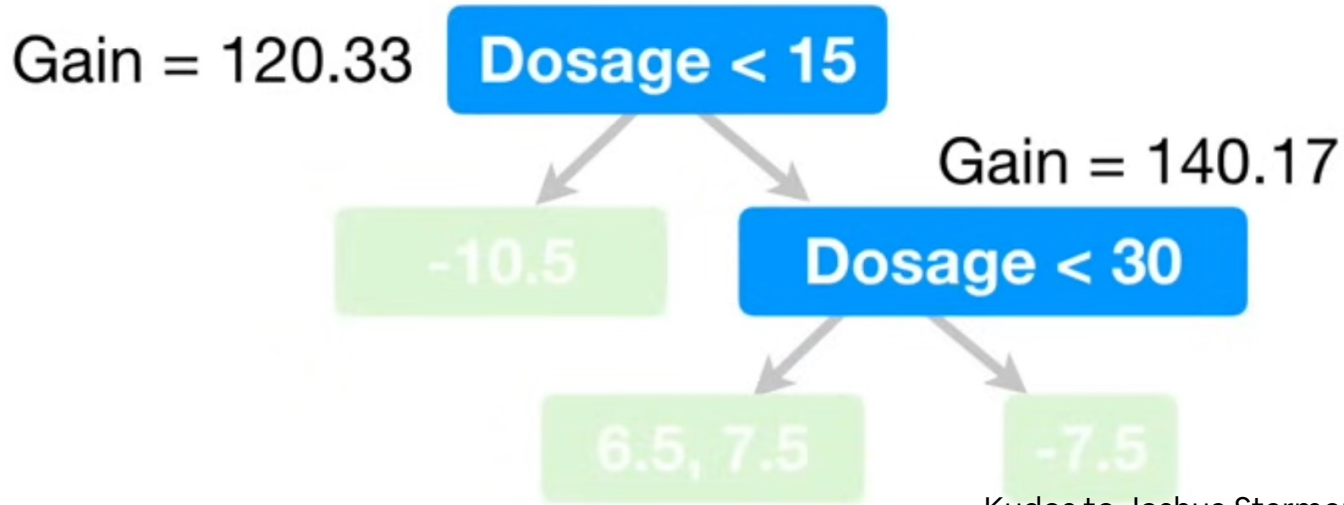 Gain = 120.33
Dosage < 15
Gain = 140.17
-10.5
Dosage < 30
6.5, 7.5
-7.5